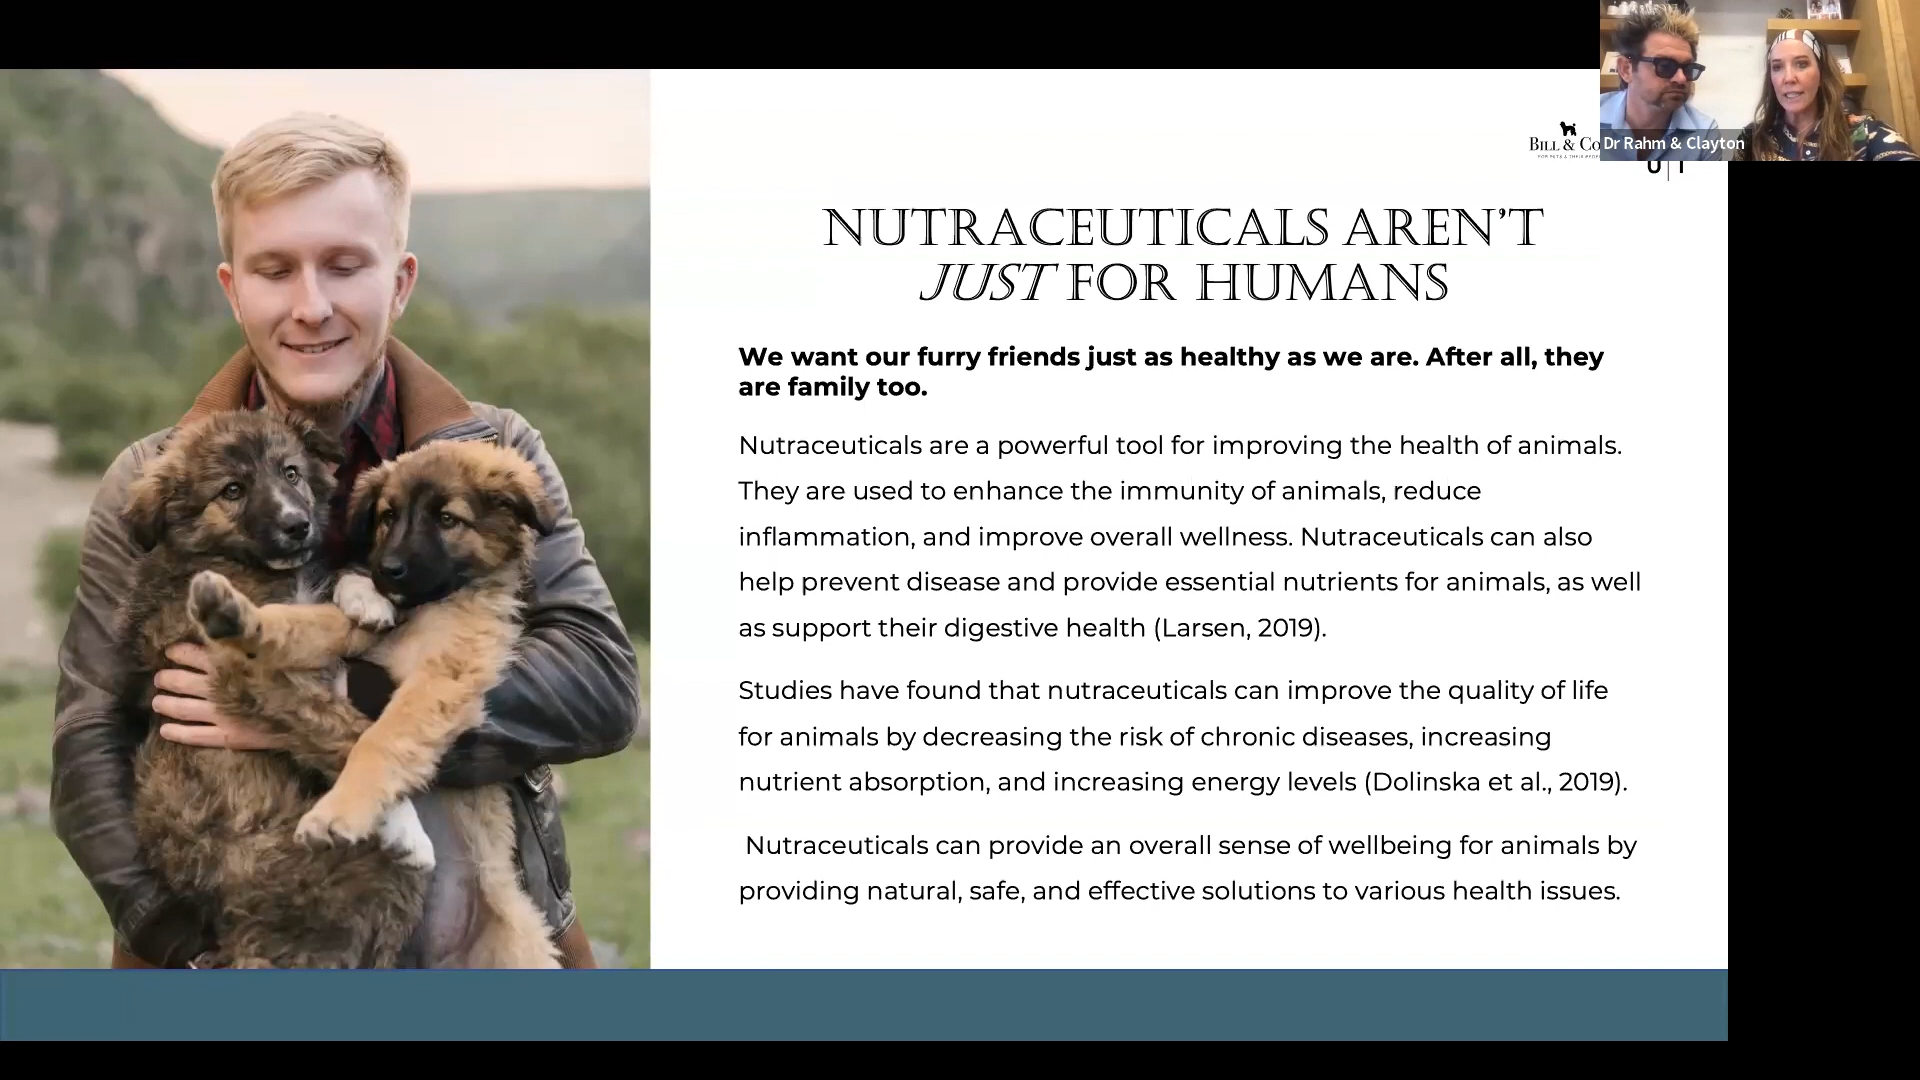 BILL & CO
Dr Rahm & Clayton
NUTRACEUTICALS AREN'T
JUST FOR HUMANS
We want our furry friends just as healthy as we are. After all, they
are family too.
Nutraceuticals are a powerful tool for improving the health of animals.
They are used to enhance the immunity of animals, reduce
inflammation, and improve overall wellness. Nutraceuticals can also
help prevent disease and provide essential nutrients for animals, as well
as support their digestive health (Larsen, 2019).
Studies have found that nutraceuticals can improve the quality of life
for animals by decreasing the risk of chronic diseases, increasing
nutrient absorption, and increasing energy levels (Dolinska et al., 2019).
Nutraceuticals can provide an overall sense of wellbeing for animals by
providing natural, safe, and effective solutions to various health issues.